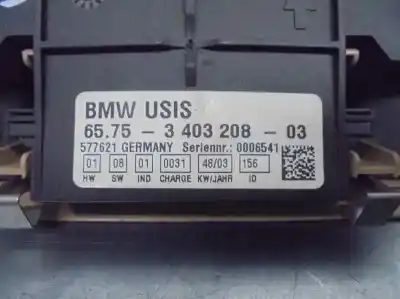 BMW USIS
65.75 - 3 403 208 - 03
577621 GERMANY Seriennr.: 0006541
01 08 01 0031 48/03 156
HW SW IND CHARGE KW/JAHR ID